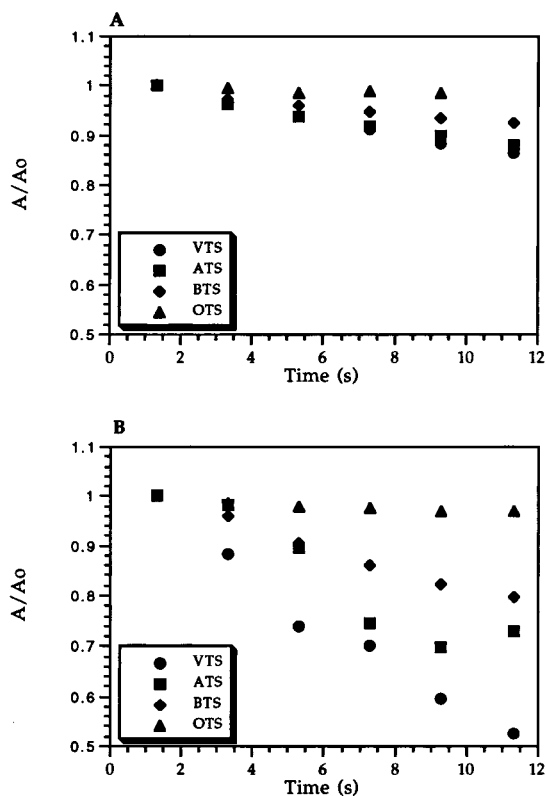 A
1.1
1
0.9
0.8
0.7
0.6
0.5
A/Ao
VTS
ATS
BTS
OTS
0 2 4 6 8 10 12
Time (s)
B
1.1
1
0.9
0.8
0.7
0.6
0.5
A/Ao
VTS
ATS
BTS
OTS
0 2 4 6 8 10 12
Time (s)